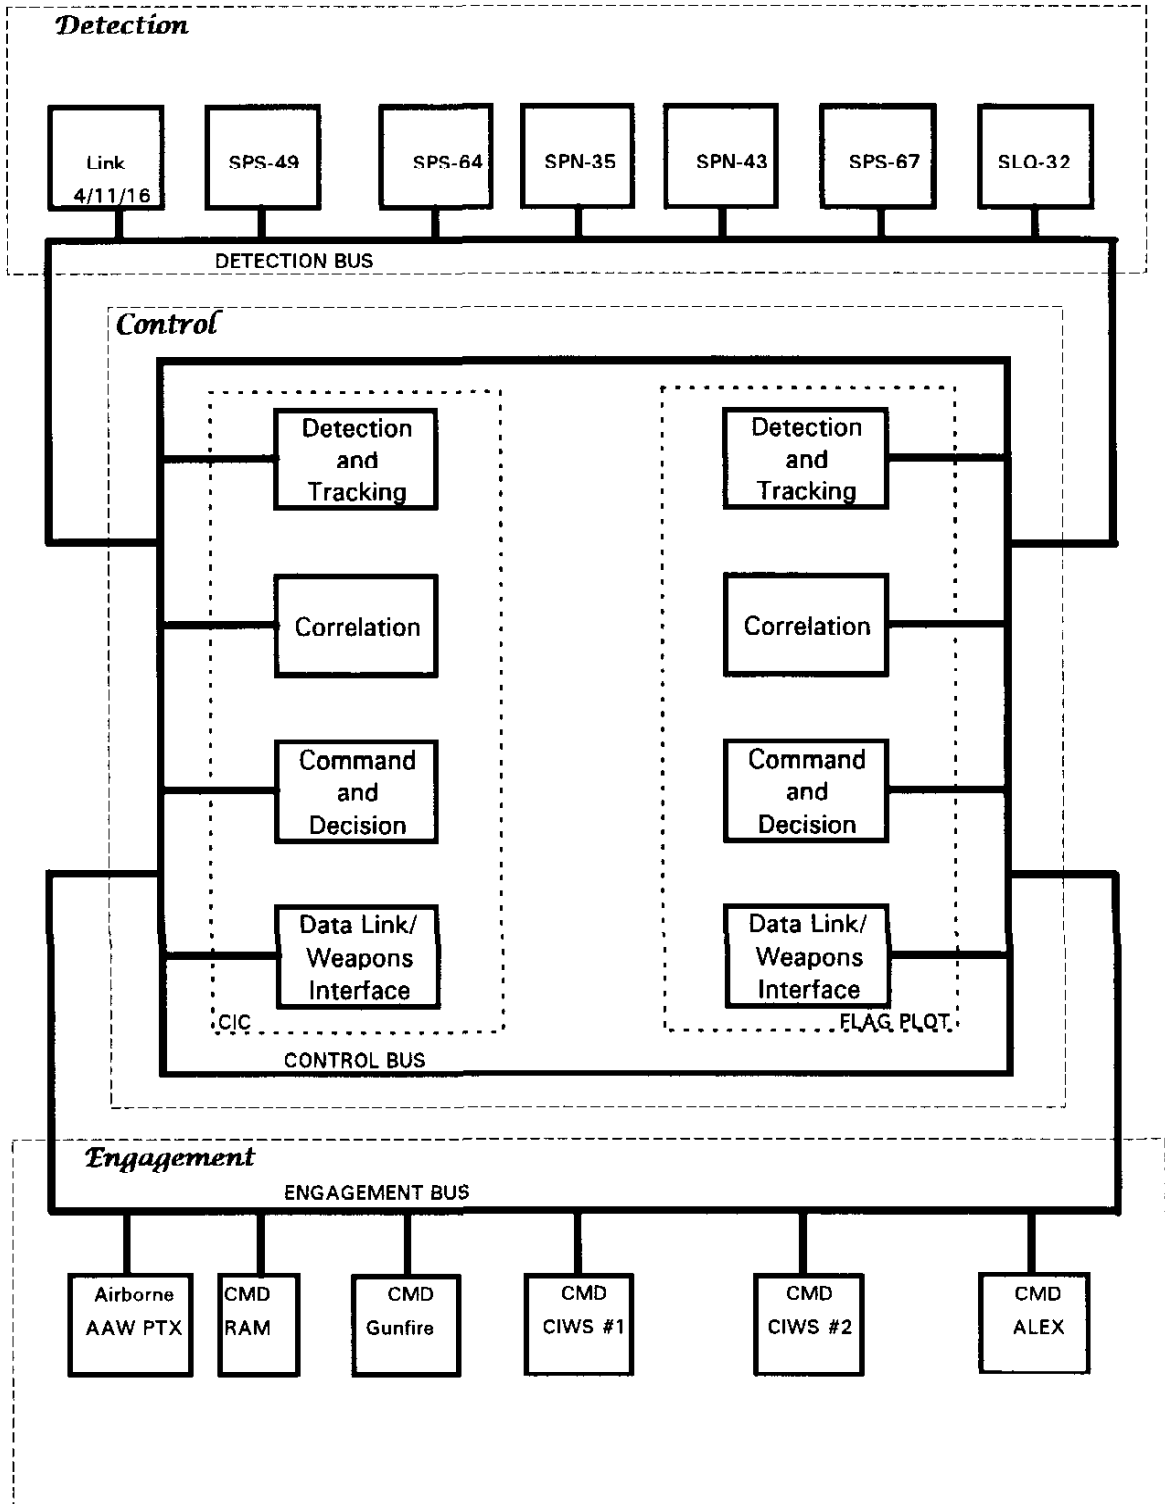 Detection
Link
4/11/16
SPS-49
SPS-64
SPN-35
SPN-43
SPS-67
SLQ-32
DETECTION BUS
Control
Detection
and
Tracking
Correlation
Command
and
Decision
Data Link/
Weapons
Interface
CIC
Detection
and
Tracking
Correlation
Command
and
Decision
Data Link/
Weapons
Interface
FLAG PLOT
CONTROL BUS
Engagement
ENGAGEMENT BUS
Airborne
AAW PTX
CMD
RAM
CMD
Gunfire
CMD
CIWS #1
CMD
CIWS #2
CMD
ALEX